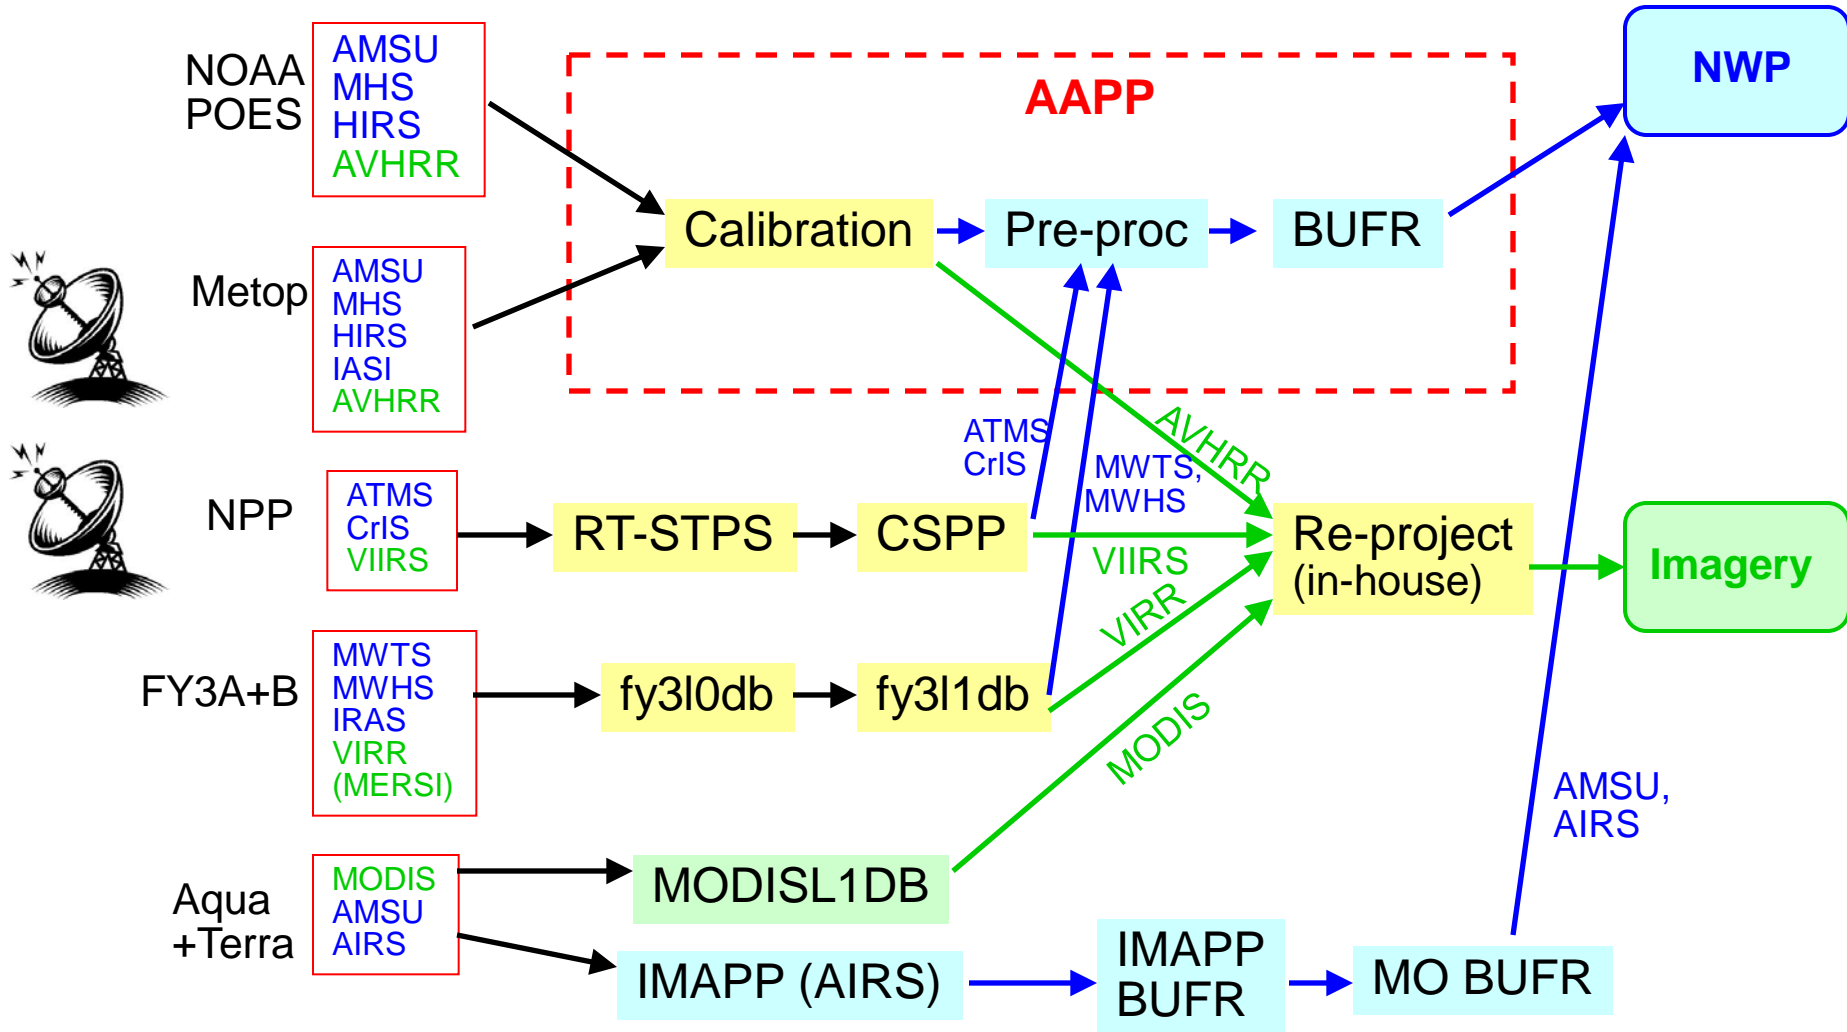 NOAA
POES
AMSU
MHS
HIRS
AVHRR
AAPP
NWP
Calibration
Pre-proc
BUFR
Metop
AMSU
MHS
HIRS
IASI
AVHRR
ATMS
CrIS
AVHRR
MWTS,
MWHS
NPP
ATMS
CrIS
VIIRS
RT-STPS
CSPP
VIIRS
Re-project
(in-house)
Imagery
VIRR
FY3A+B
MWTS
MWHS
IRAS
VIRR
(MERSI)
fy3l0db
fy3l1db
MODIS
AMSU,
AIRS
Aqua
+Terra
MODIS
AMSU
AIRS
MODISL1DB
IMAPP (AIRS)
IMAPP
BUFR
MO BUFR